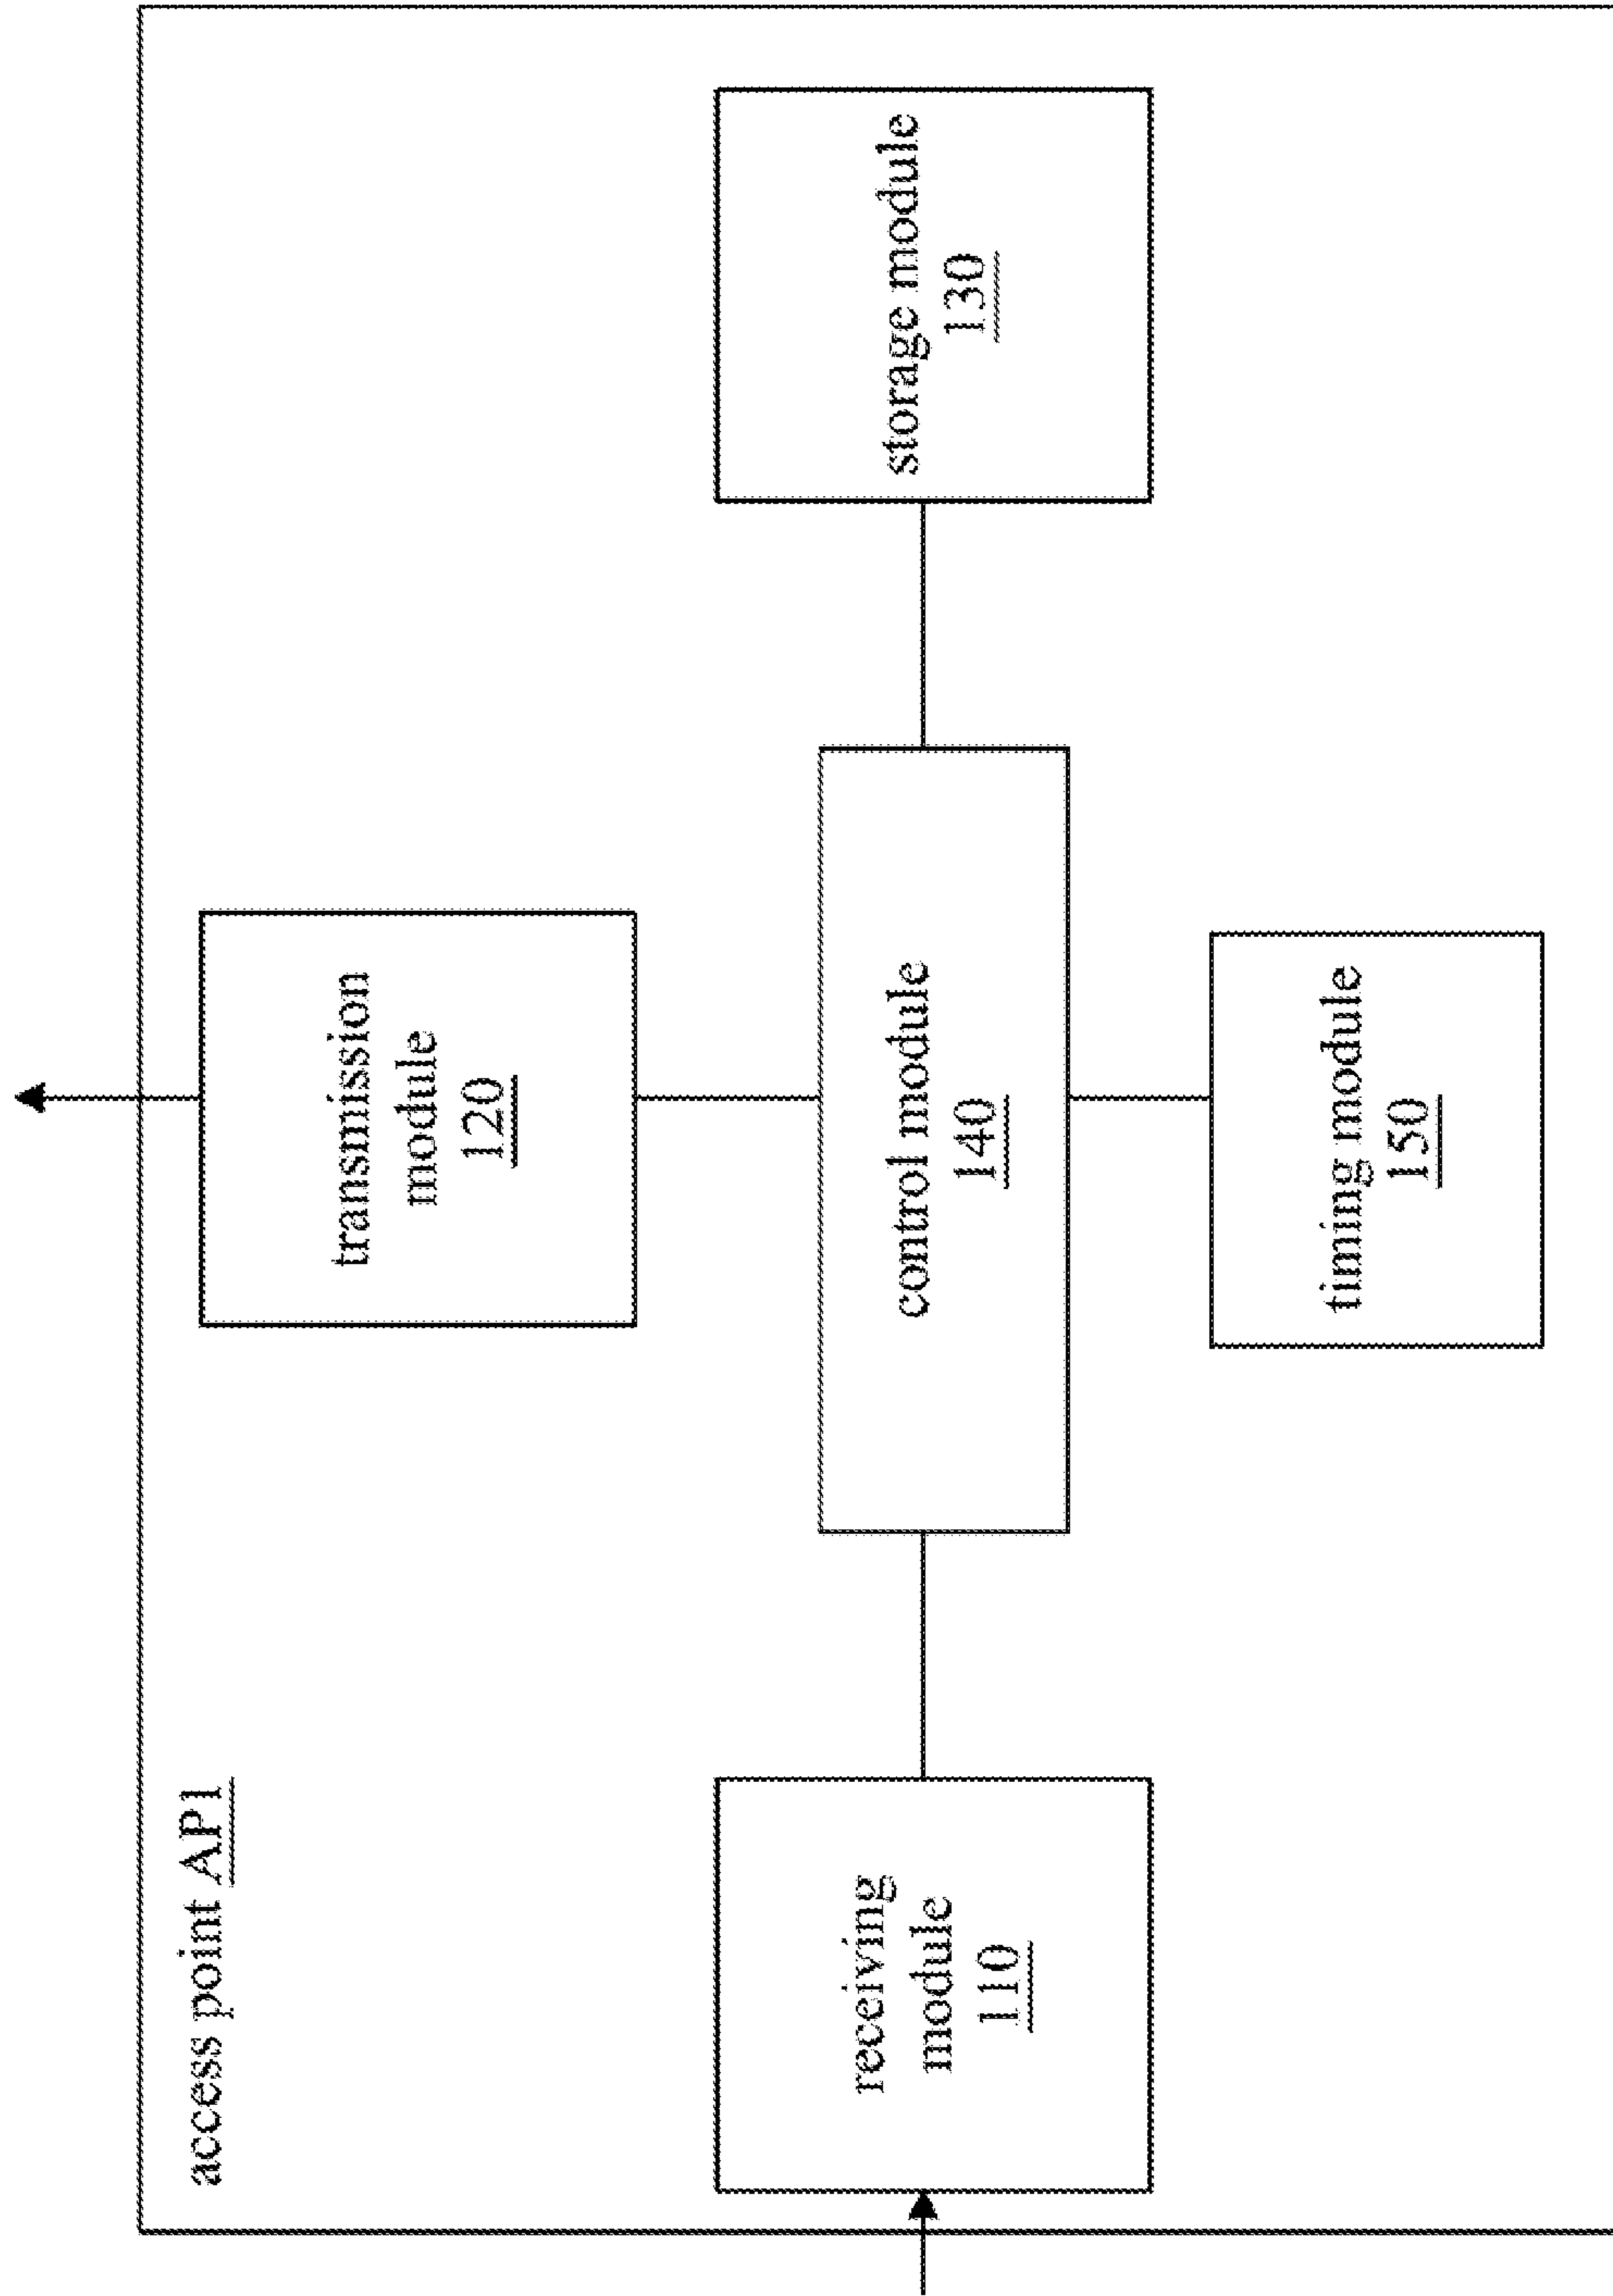 access point AP1
transmission
module
120
receiving
module
110
control module
140
storage module
130
timing module
150